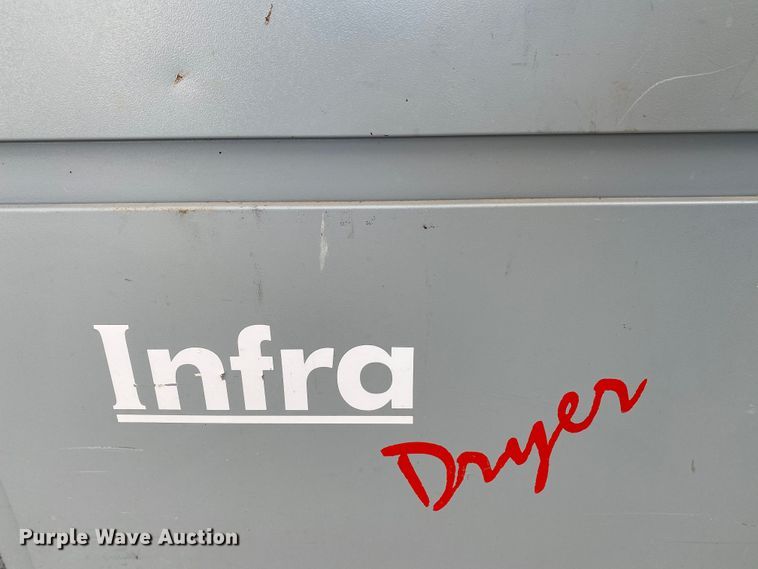 Infra
Dryer
Purple Wave Auction